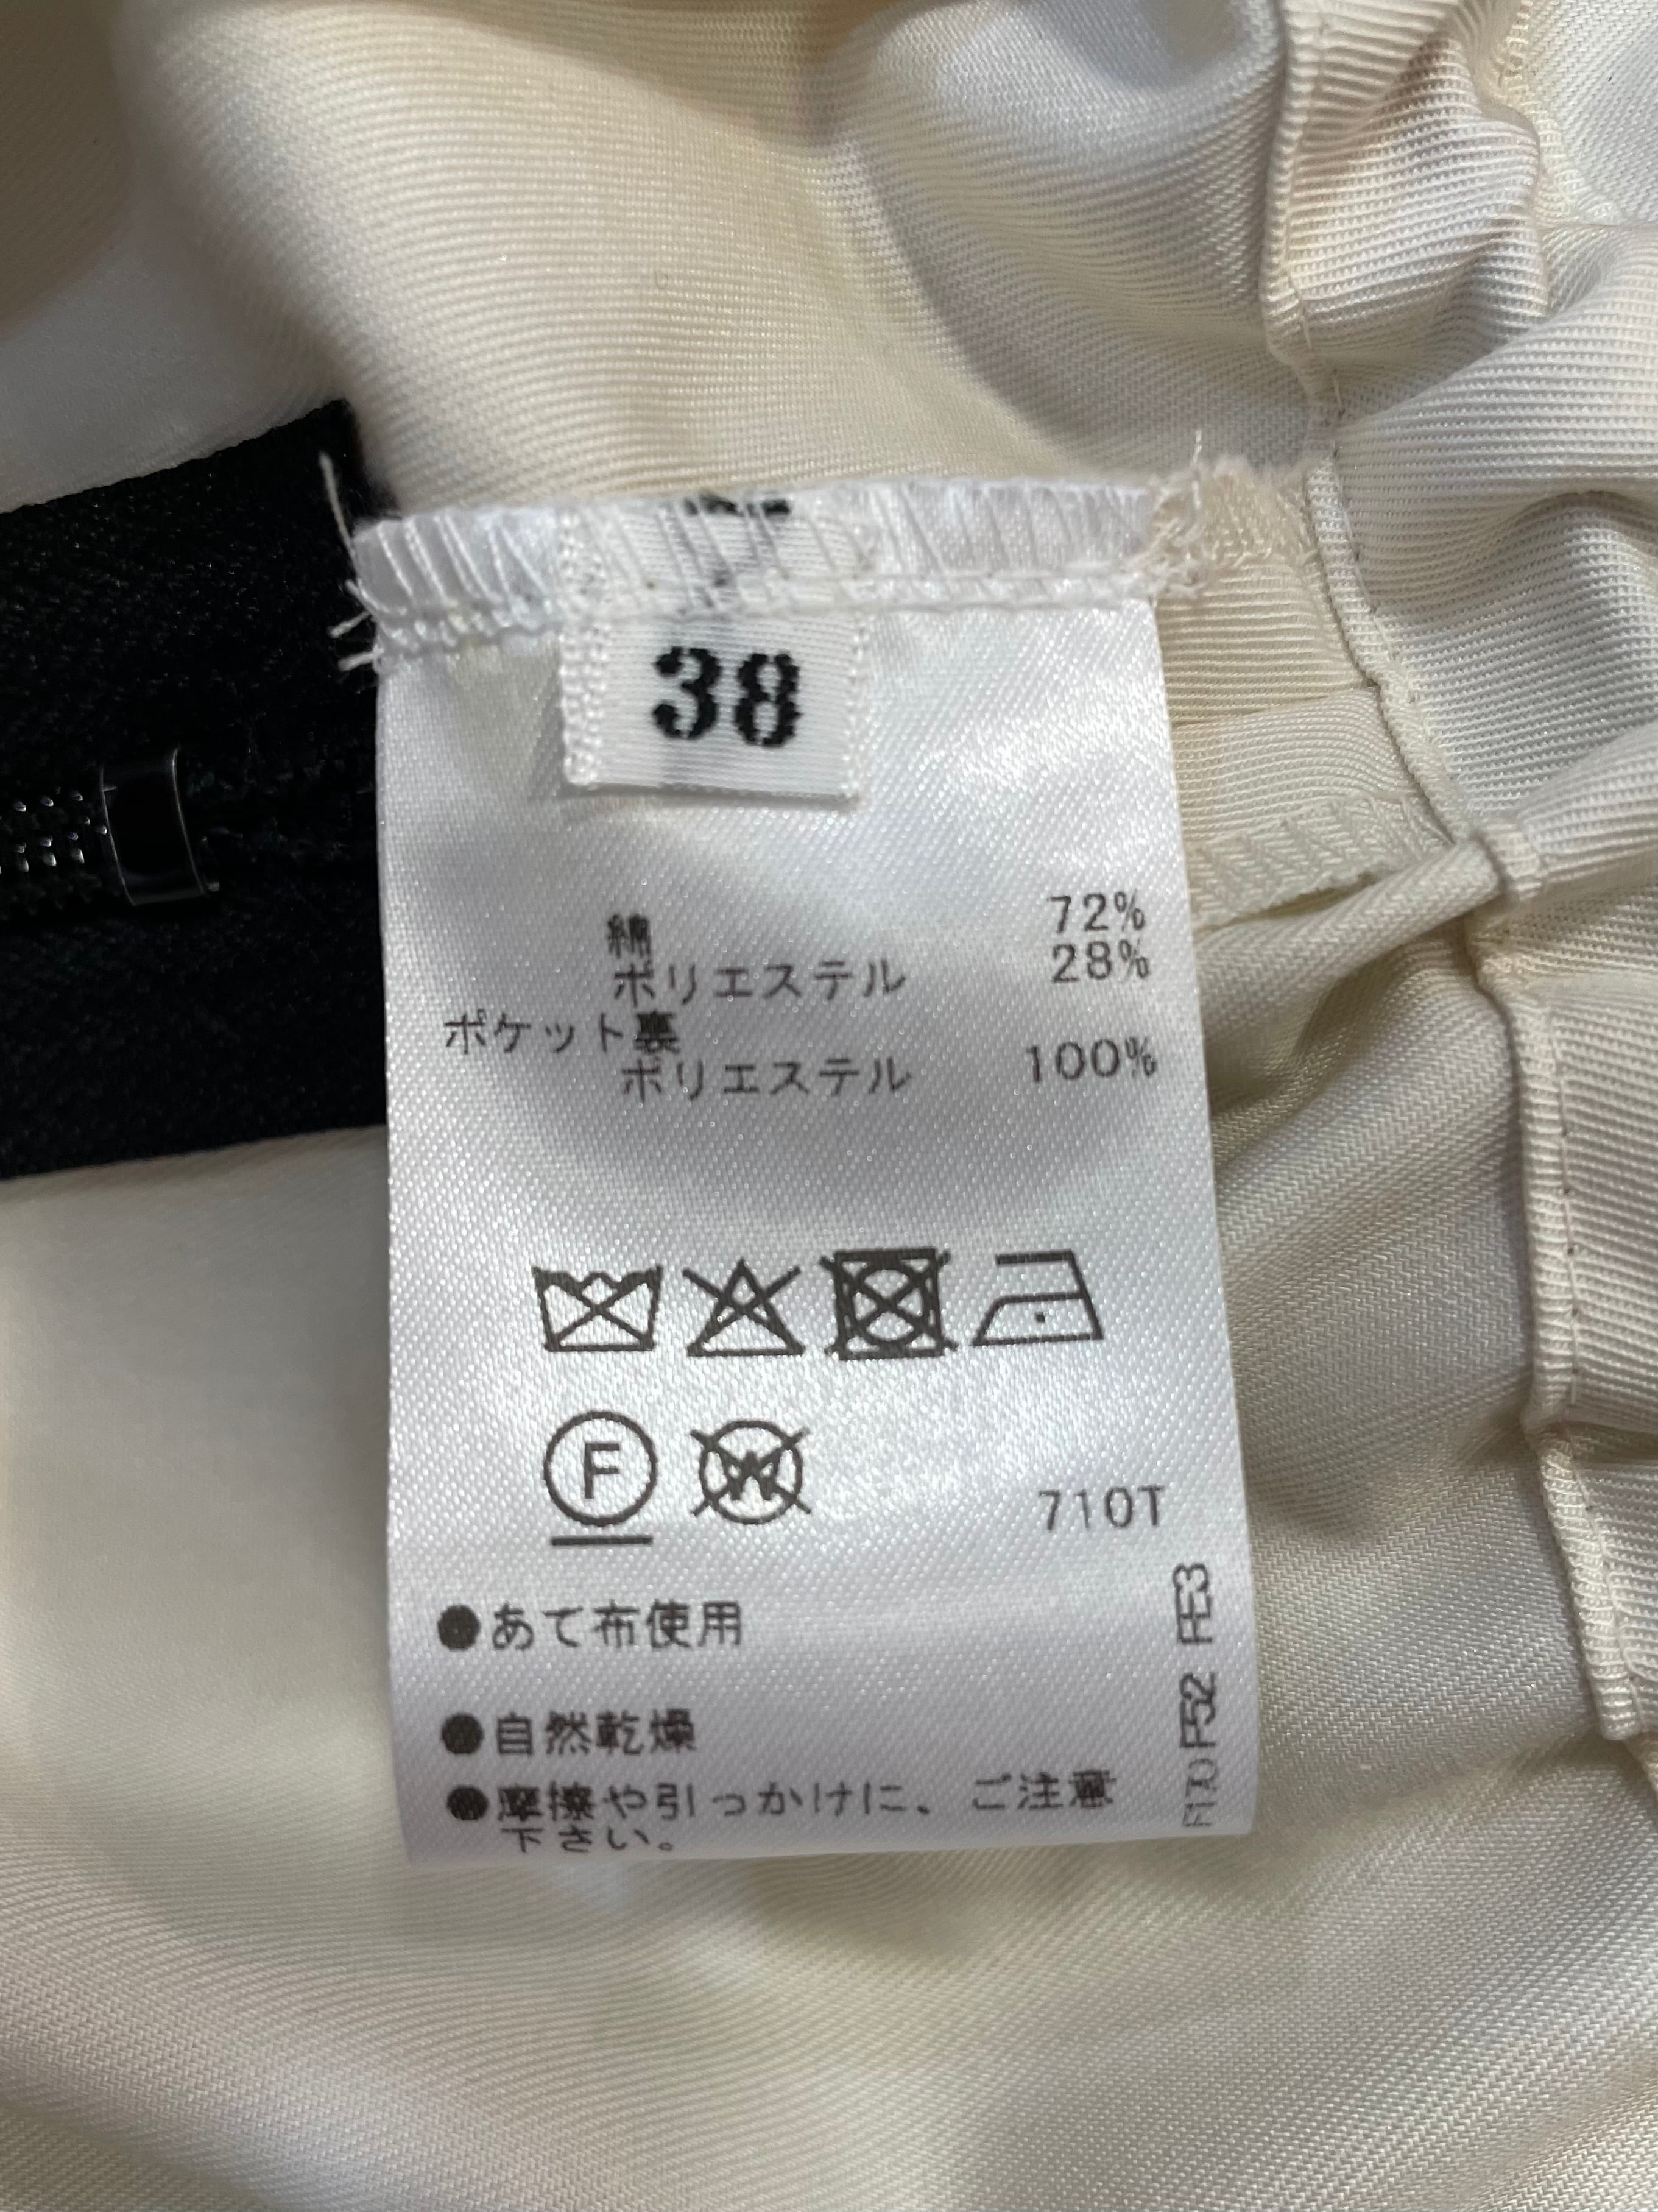 38
綿 72%
ポリエステル 28%
ポケット裏
ポリエステル 100%
F W
710T
●あて布使用
●自然乾燥
●摩擦や引っかけに、ご注意
下さい。
F52 FE3